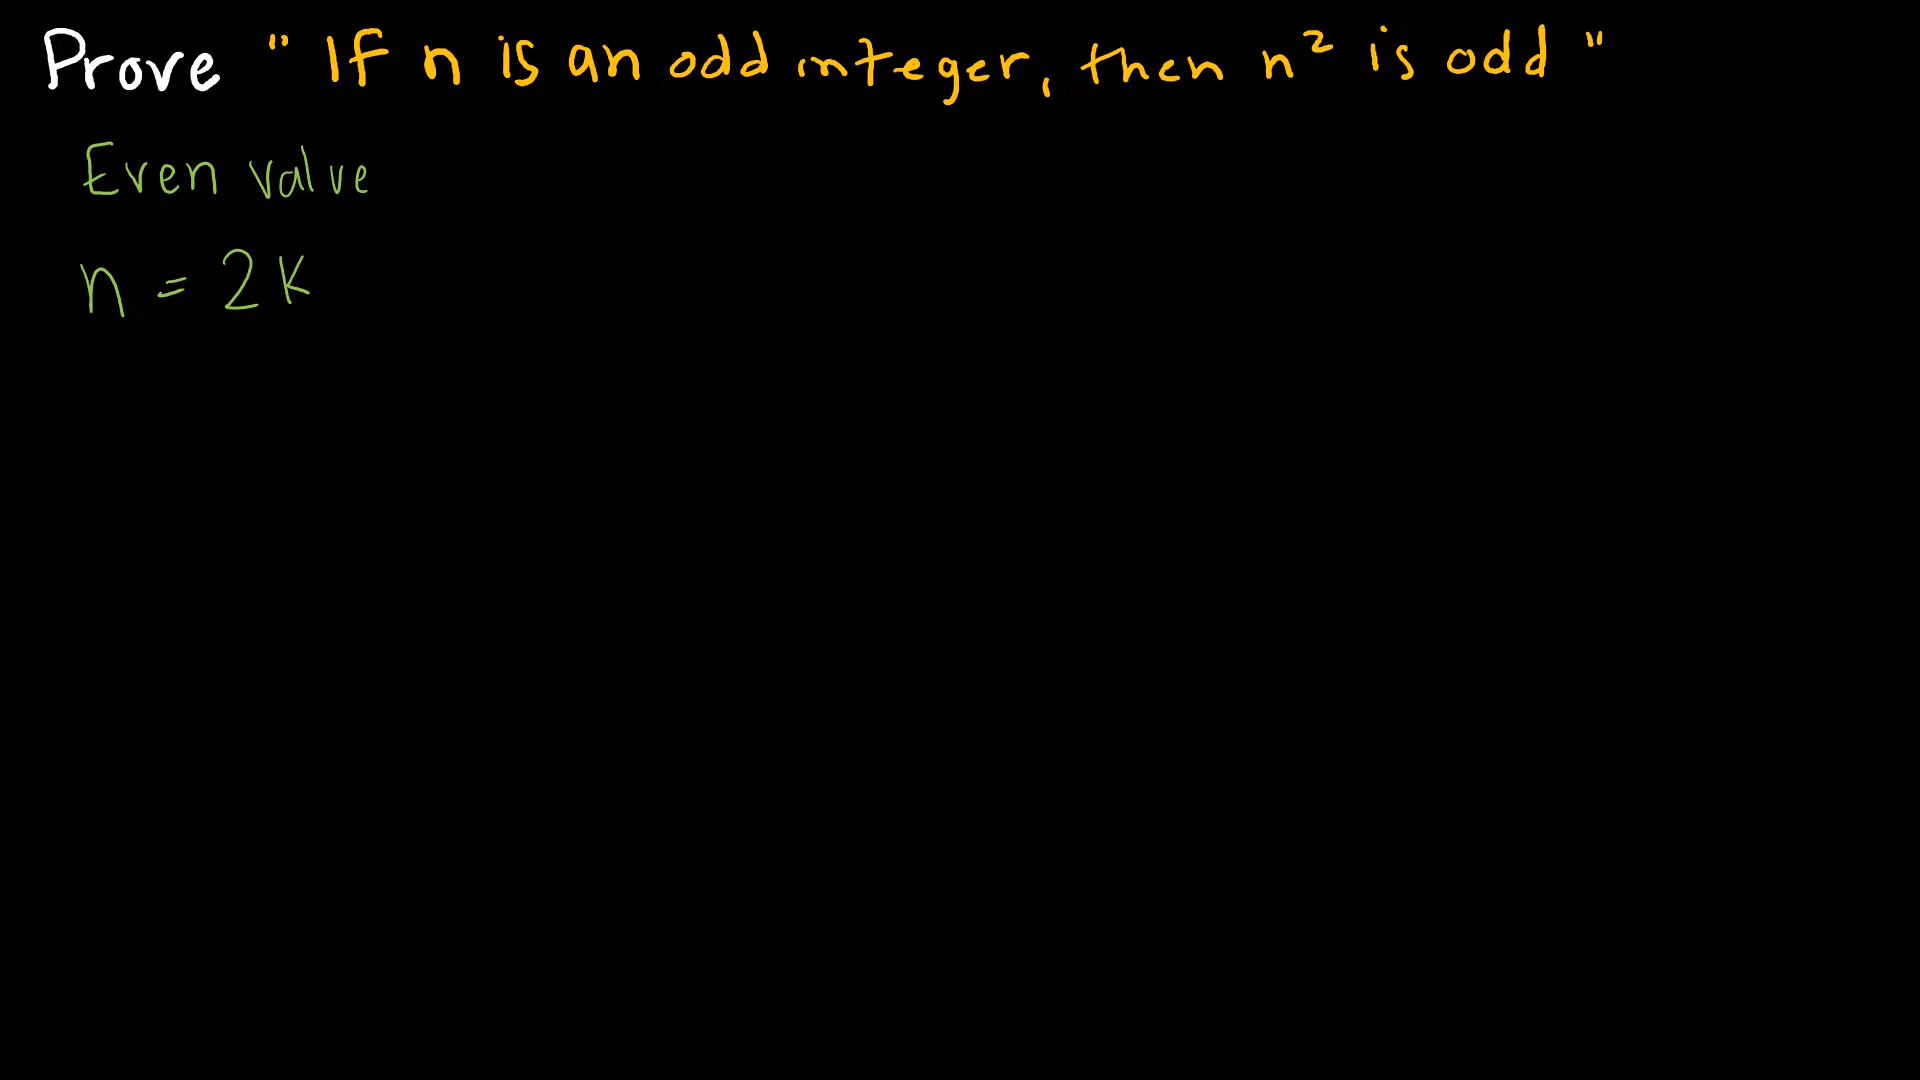 Prove " If n is an odd integer, then n² is odd "
Even value
n = 2k